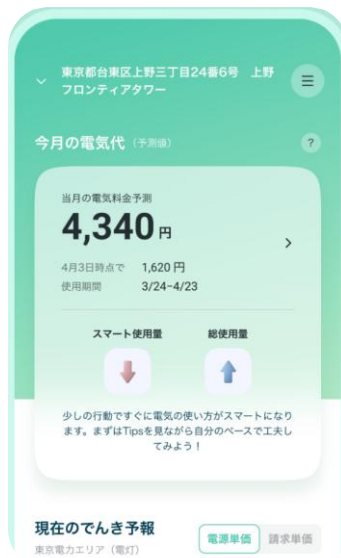 東京都台東区上野三丁目24番6号 上野
フロンティアタワー
今月の電気代（予測値）
?
当月の電気料金予測
4,340 円
4月3日時点で 1,620 円
使用期間 3/24-4/23
スマート使用量 総使用量
少しの行動ですぐに電気の使い方がスマートになり
ます。まずはTipsを見ながら自分のペースで工夫し
てみよう！
現在のでんき予報
東京電力エリア（電灯）
電源単価 請求単価